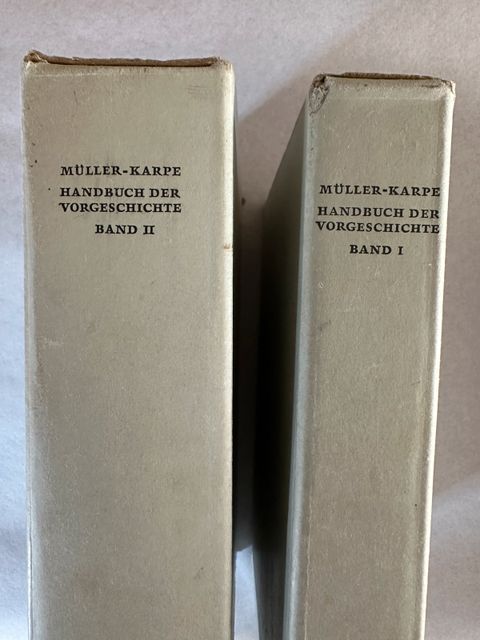 MÜLLER-KARPE
HANDBUCH DER
VORGESCHICHTE
BAND II
MÜLLER-KARPE
HANDBUCH DER
VORGESCHICHTE
BAND I